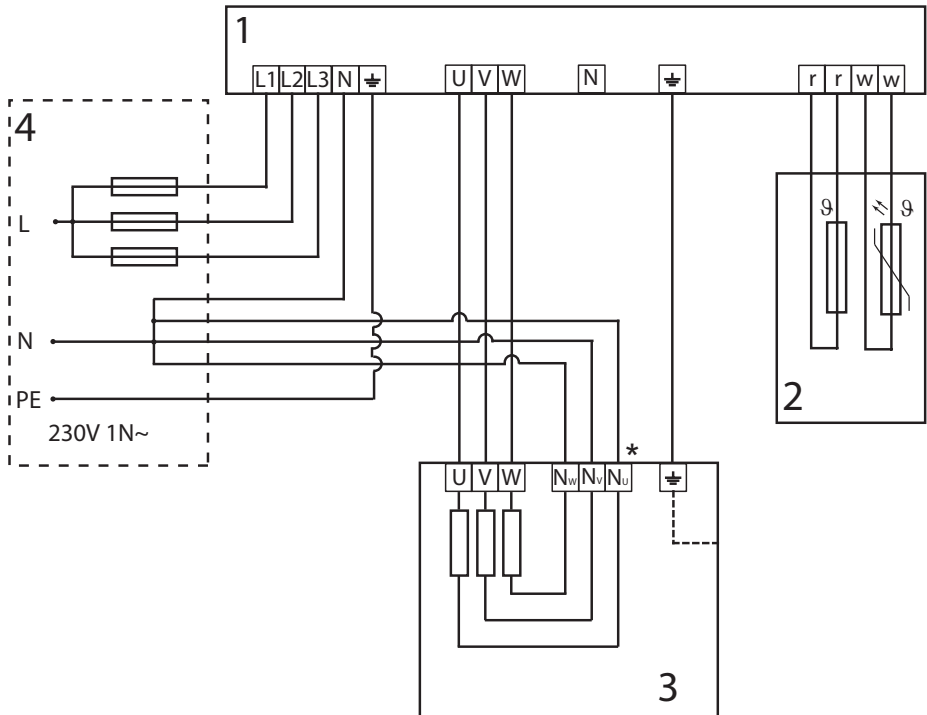 1
L1 L2 L3 N ⏚ U V W N ⏚ r r w w
4
L
N
PE
230V 1N~
ϑ ϑ
2
*
U V W Nw Nv Nu ⏚
3